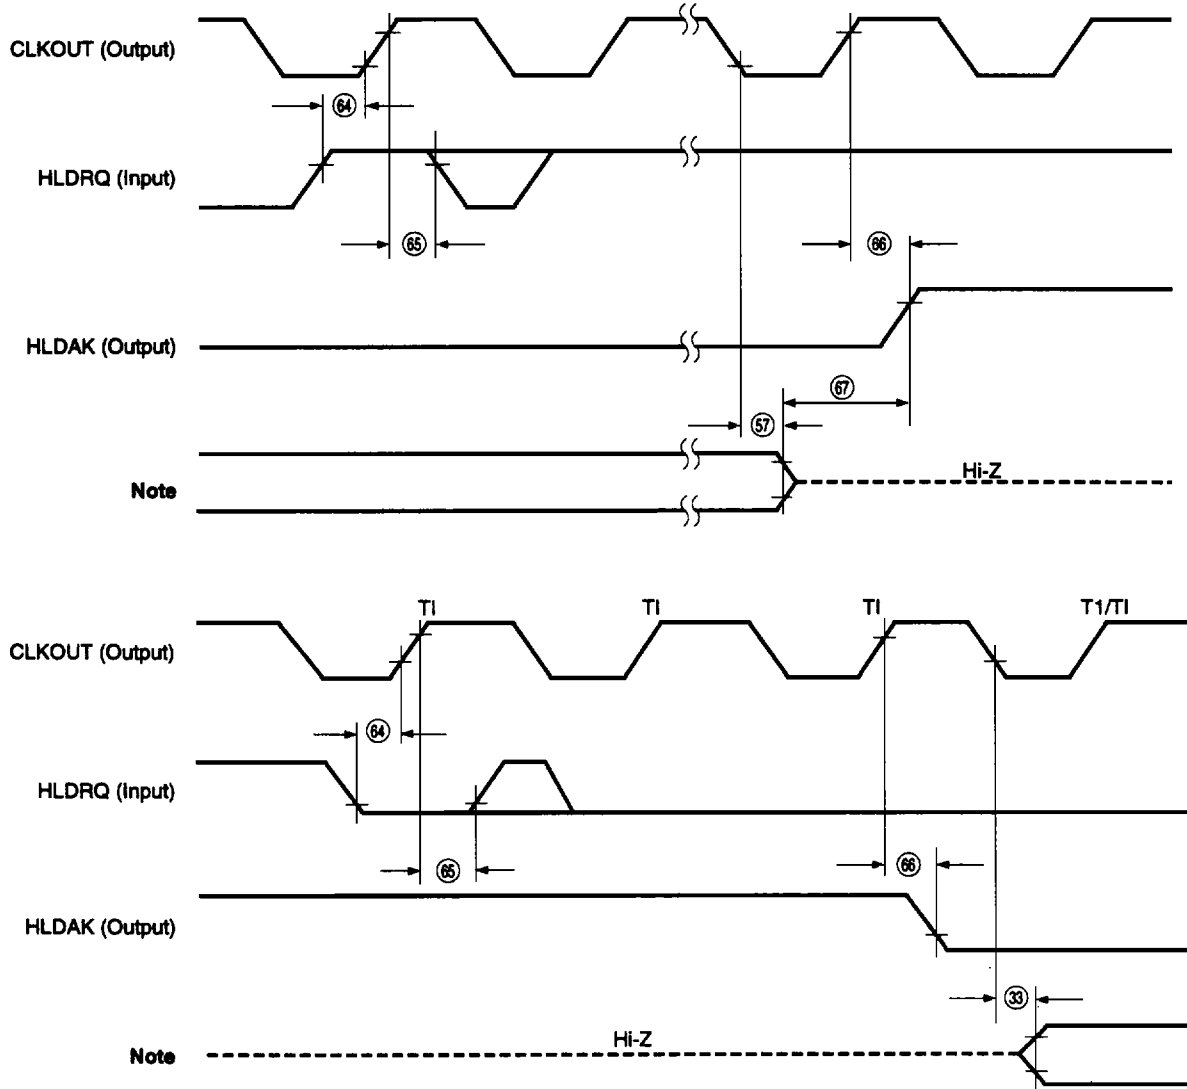 CLKOUT (Output)
64
HLDRQ (Input)
65
66
HLDAK (Output)
67
57
Hi-Z
Note
TI TI TI T1/TI
CLKOUT (Output)
64
HLDRQ (Input)
65
66
HLDAK (Output)
33
Hi-Z
Note